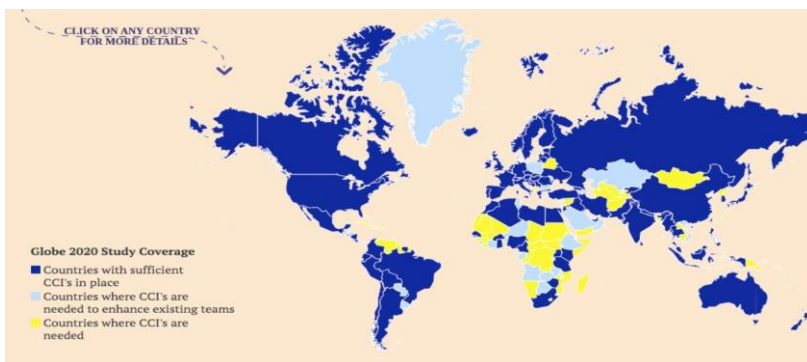 CLICK ON ANY COUNTRY
FOR MORE DETAILS
Globe 2020 Study Coverage
Countries with sufficient
CCI's in place
Countries where CCI's are
needed to enhance existing teams
Countries where CCI's are
needed